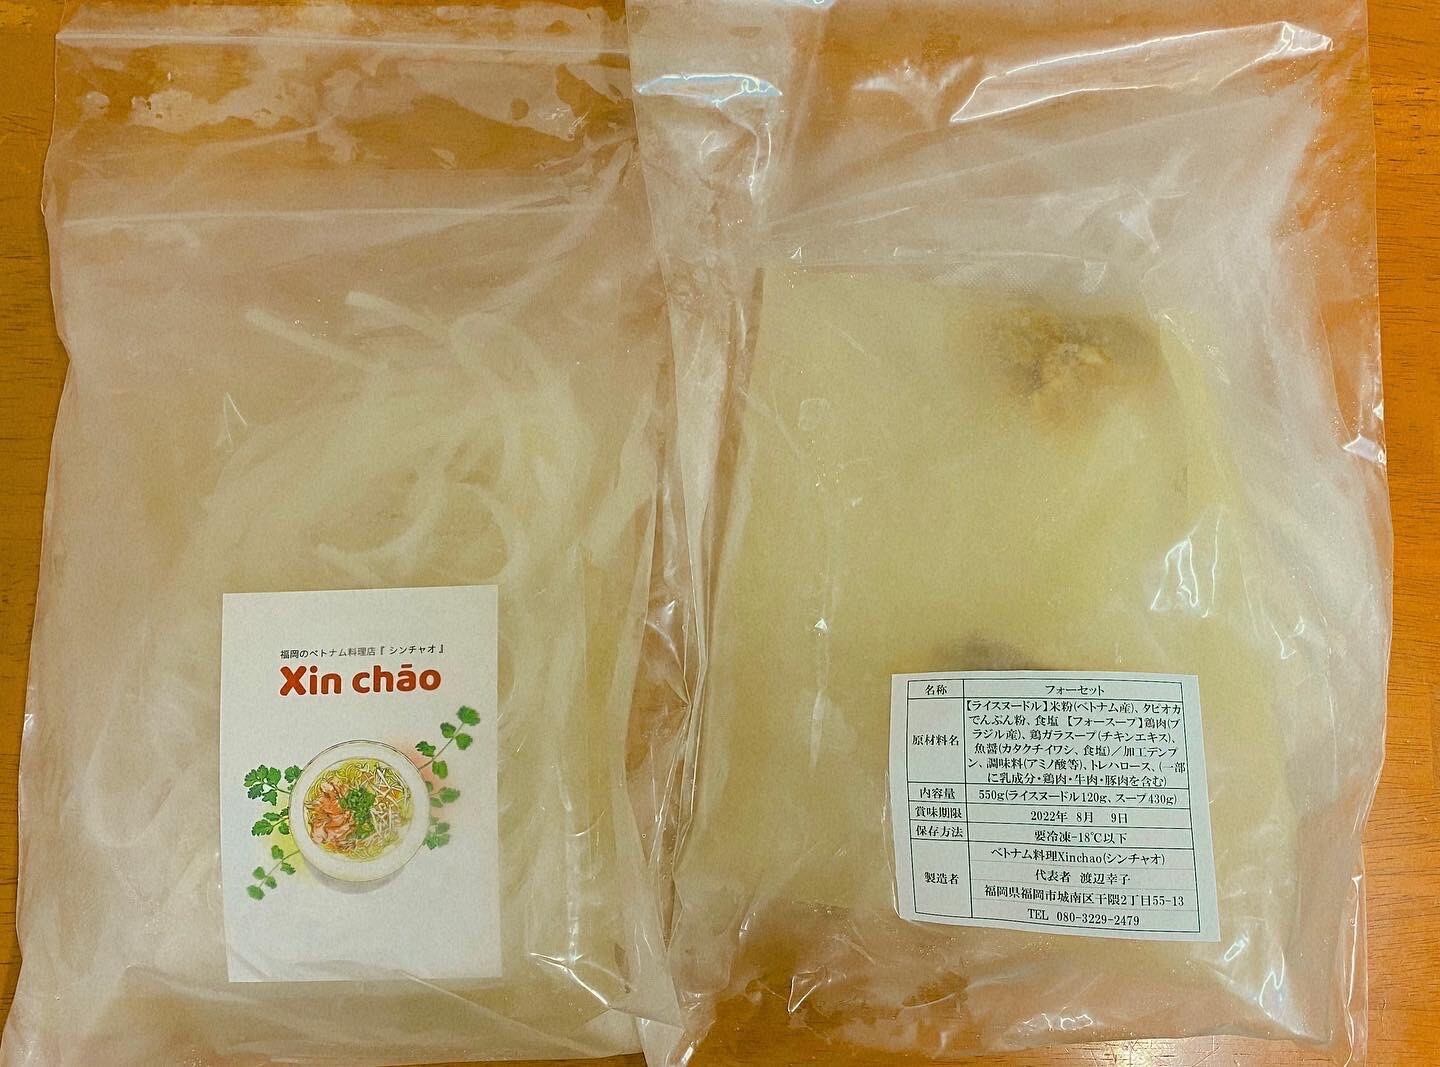 福岡のベトナム料理店『シンチャオ』
Xin chāo
名称 フォーセット
原材料名 【ライスヌードル】米粉(ベトナム産)、タピオカ
でんぷん粉、食塩 【フォースープ】鶏肉(ブ
ラジル産)、鶏ガラスープ(チキンエキス)、
魚醤(カタクチイワシ、食塩)／加工デンプ
ン、調味料(アミノ酸等)、トレハロース、(一部
に乳成分・鶏肉・牛肉・豚肉を含む)
内容量 550g(ライスヌードル120g、スープ430g)
賞味期限 2022年 8月 9日
保存方法 要冷凍-18℃以下
製造者 ベトナム料理Xinchao(シンチャオ)
代表者 渡辺幸子
福岡県福岡市城南区干隈2丁目55-13
TEL 080-3229-2479